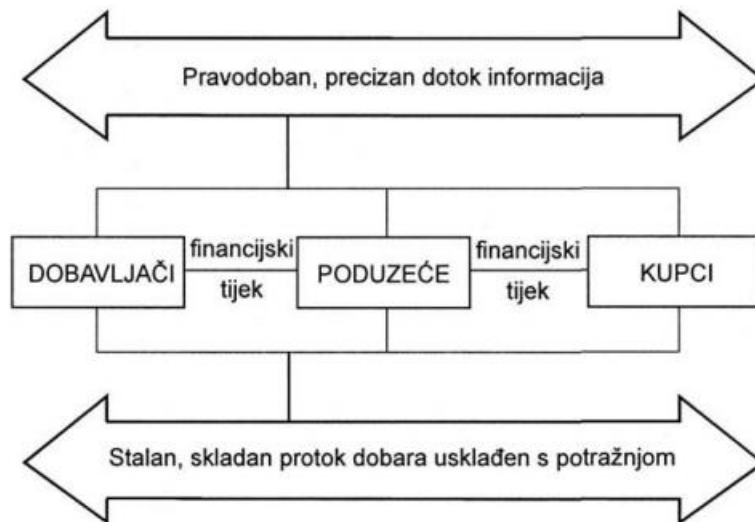 Pravodoban, precizan dotok informacija
DOBAVLJAČI
financijski
tijek
PODUZEĆE
financijski
tijek
KUPCI
Stalan, skladan protok dobara usklađen s potražnjom